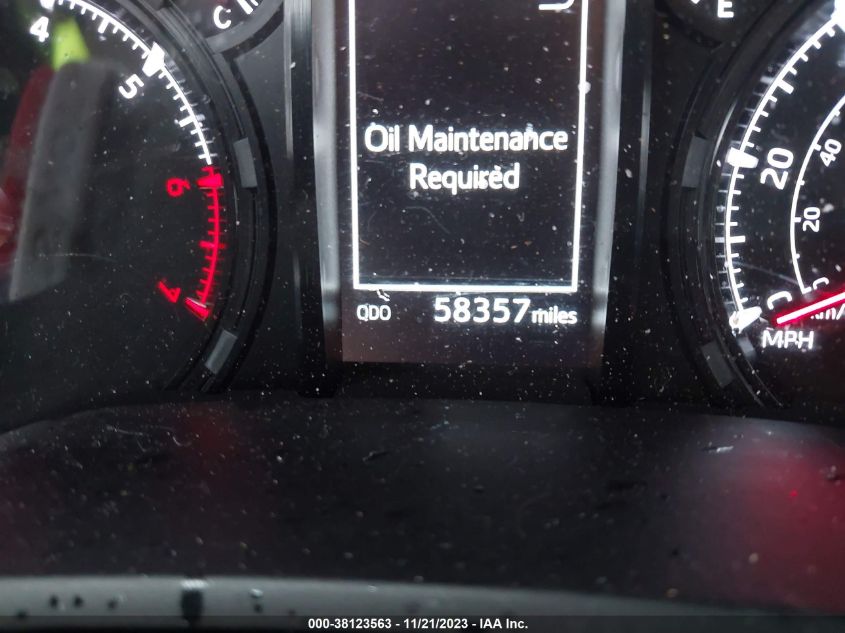 4
5
6
7
C
E
Oil Maintenance
Required
ODO 58357 miles
20
40
20
0
MPH
000-38123563 - 11/21/2023 - IAA Inc.